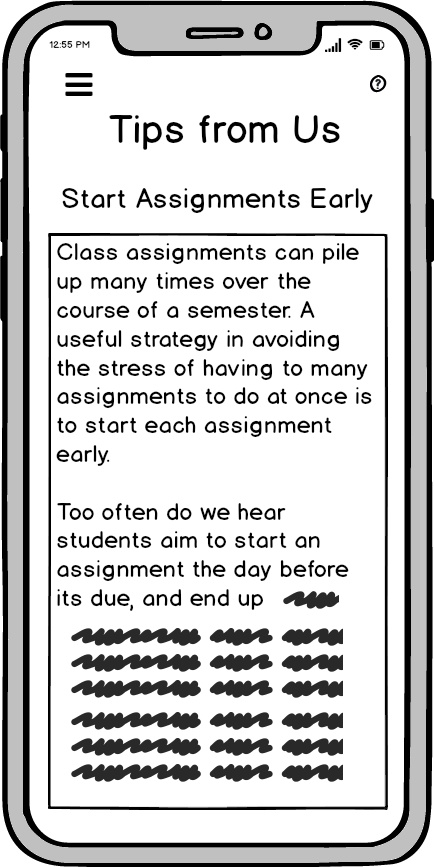 12:55 PM
?
Tips from Us
Start Assignments Early
Class assignments can pile
up many times over the
course of a semester. A
useful strategy in avoiding
the stress of having to many
assignments to do at once is
to start each assignment
early.
Too often do we hear
students aim to start an
assignment the day before
its due, and end up